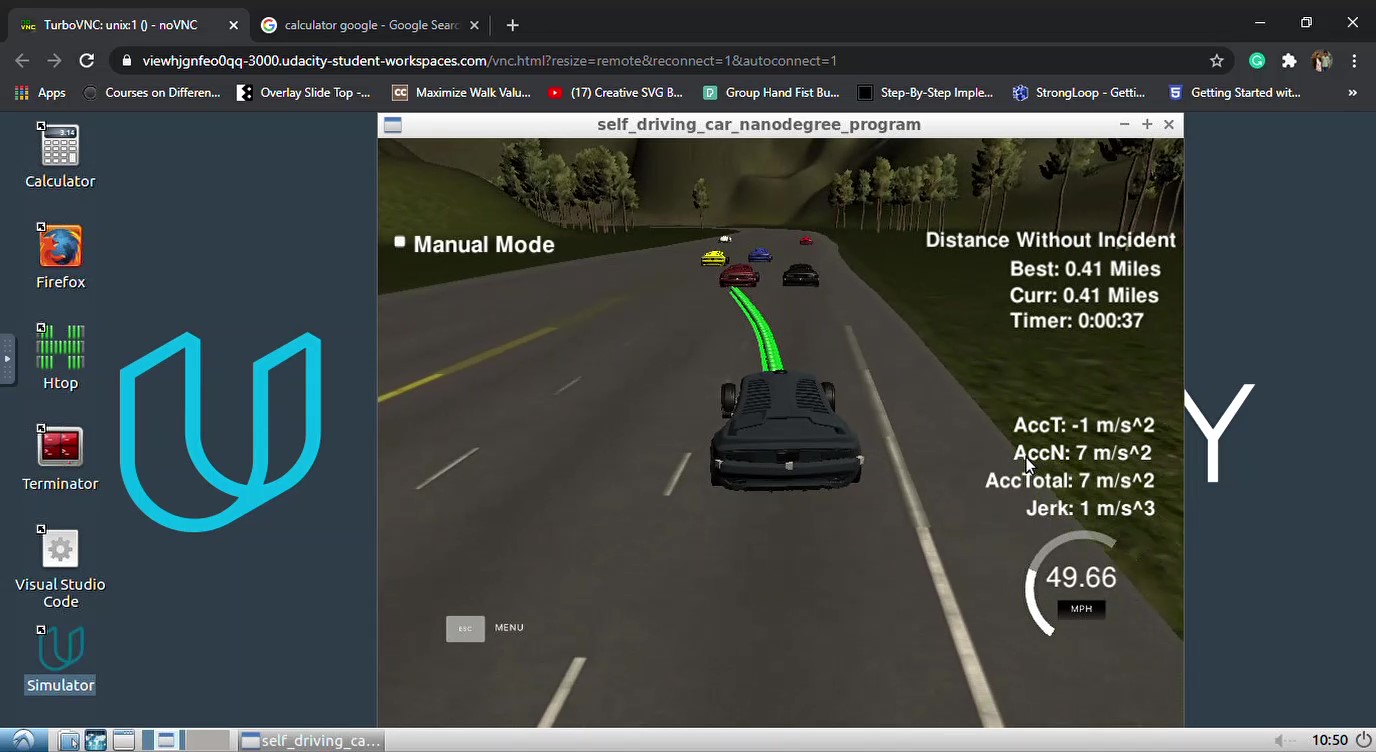 TurboVNC: unix:1 () - noVNC
calculator google - Google Searc
viewhjgnfeo0qq-3000.udacity-student-workspaces.com/vnc.html?resize=remote&reconnect=1&autoconnect=1
Apps
Courses on Differen...
Overlay Slide Top -...
CC
Maximize Walk Valu...
(17) Creative SVG B...
Group Hand Fist Bu...
Step-By-Step Imple...
StrongLoop - Getti...
Getting Started wit...
»
self_driving_car_nanodegree_program
3.14
Calculator
Firefox
Htop
Terminator
Visual Studio
Code
Simulator
Manual Mode
Distance Without Incident
Best: 0.41 Miles
Curr: 0.41 Miles
Timer: 0:00:37
AccT: -1 m/s^2
AccN: 7 m/s^2
AccTotal: 7 m/s^2
Jerk: 1 m/s^3
49.66
MPH
ESC
MENU
Y
self_driving_ca...
10:50